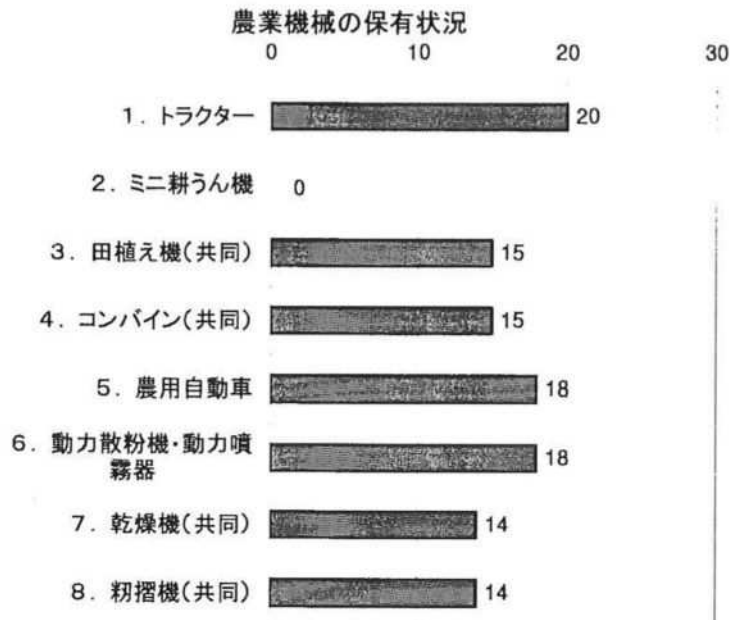 農業機械の保有状況
0 10 20 30
1．トラクター 20
2．ミニ耕うん機 0
3．田植え機(共同) 15
4．コンバイン(共同) 15
5．農用自動車 18
6．動力散粉機・動力噴
霧器 18
7．乾燥機(共同) 14
8．籾摺機(共同) 14